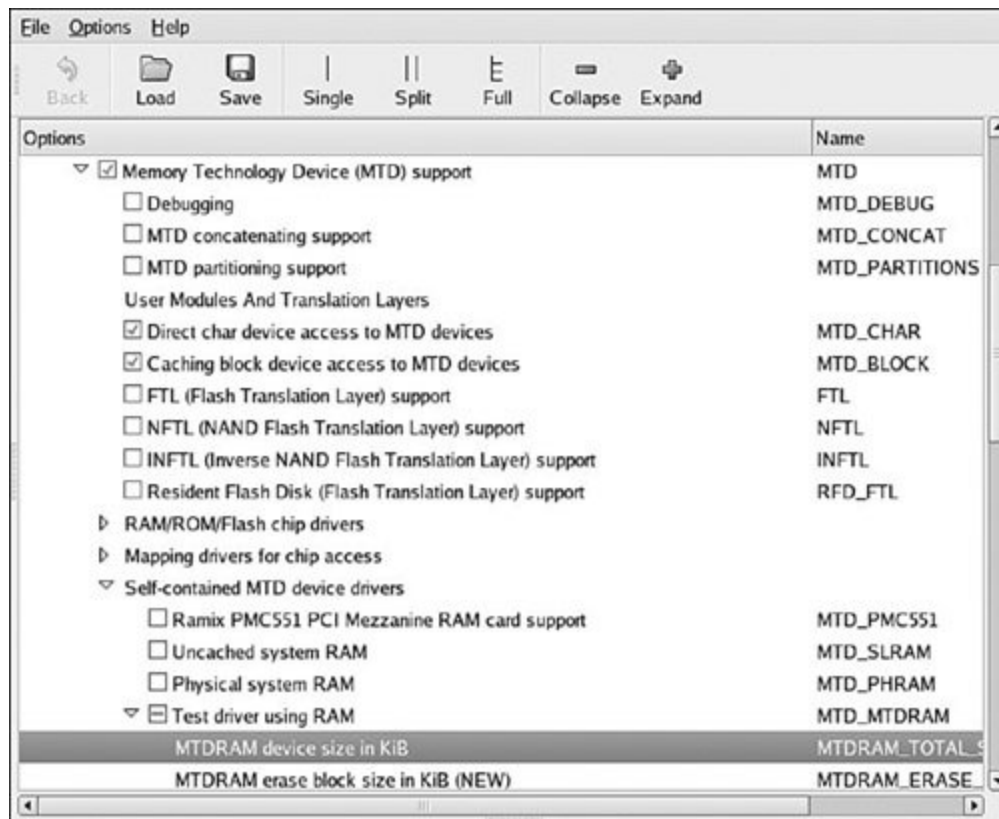 File Options Help
Back Load Save Single Split Full Collapse Expand
Options Name
Memory Technology Device (MTD) support MTD
Debugging MTD_DEBUG
MTD concatenating support MTD_CONCAT
MTD partitioning support MTD_PARTITIONS
User Modules And Translation Layers
Direct char device access to MTD devices MTD_CHAR
Caching block device access to MTD devices MTD_BLOCK
FTL (Flash Translation Layer) support FTL
NFTL (NAND Flash Translation Layer) support NFTL
INFTL (Inverse NAND Flash Translation Layer) support INFTL
Resident Flash Disk (Flash Translation Layer) support RFD_FTL
RAM/ROM/Flash chip drivers
Mapping drivers for chip access
Self-contained MTD device drivers
Ramix PMC551 PCI Mezzanine RAM card support MTD_PMC551
Uncached system RAM MTD_SLRAM
Physical system RAM MTD_PHRAM
Test driver using RAM MTD_MTDRAM
MTDRAM device size in KiB MTDRAM_TOTAL_S
MTDRAM erase block size in KiB (NEW) MTDRAM_ERASE_